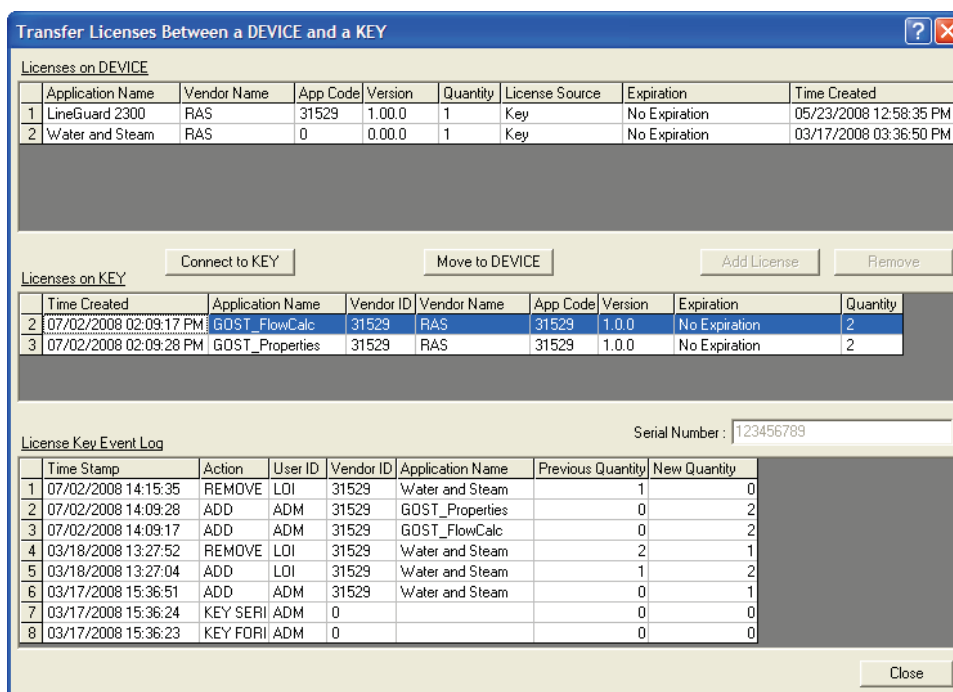 Transfer Licenses Between a DEVICE and a KEY
Licenses on DEVICE
Application Name Vendor Name App Code Version Quantity License Source Expiration Time Created
1 LineGuard 2300 RAS 31529 1.00.0 1 Key No Expiration 05/23/2008 12:58:35 PM
2 Water and Steam RAS 0 0.00.0 1 Key No Expiration 03/17/2008 03:36:50 PM
Connect to KEY Move to DEVICE Add License Remove
Licenses on KEY
Time Created Application Name Vendor ID Vendor Name App Code Version Expiration Quantity
2 07/02/2008 02:09:17 PM GOST_FlowCalc 31529 RAS 31529 1.0.0 No Expiration 2
3 07/02/2008 02:09:28 PM GOST_Properties 31529 RAS 31529 1.0.0 No Expiration 2
Serial Number : 123456789
License Key Event Log
Time Stamp Action User ID Vendor ID Application Name Previous Quantity New Quantity
1 07/02/2008 14:15:35 REMOVE LOI 31529 Water and Steam 1 0
2 07/02/2008 14:09:28 ADD ADM 31529 GOST_Properties 0 2
3 07/02/2008 14:09:17 ADD ADM 31529 GOST_FlowCalc 0 2
4 03/18/2008 13:27:52 REMOVE LOI 31529 Water and Steam 2 1
5 03/18/2008 13:27:04 ADD LOI 31529 Water and Steam 1 2
6 03/17/2008 15:36:51 ADD ADM 31529 Water and Steam 0 1
7 03/17/2008 15:36:24 KEY SERI ADM 0 0 0
8 03/17/2008 15:36:23 KEY FORI ADM 0 0 0
Close